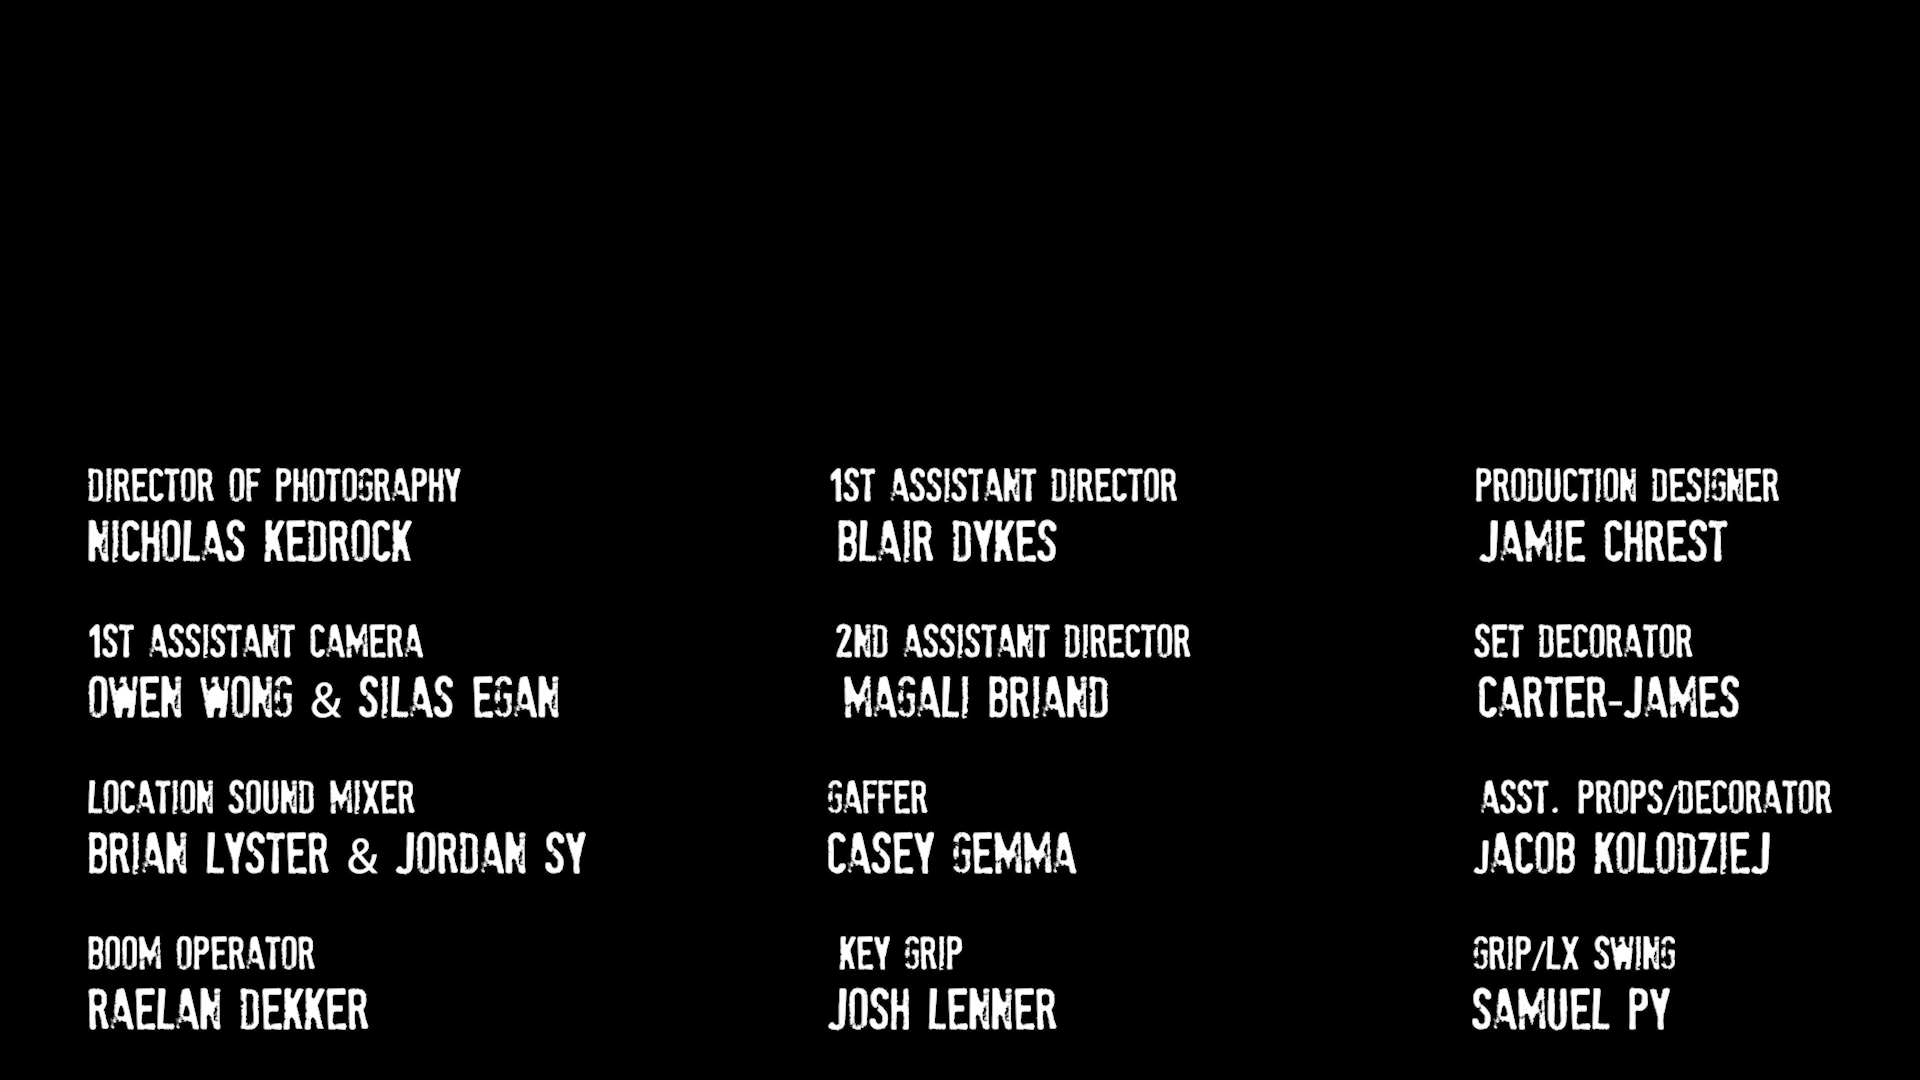 DIRECTOR OF PHOTOGRAPHY
NICHOLAS KEDROCK
1ST ASSISTANT CAMERA
OWEN WONG & SILAS EGAN
LOCATION SOUND MIXER
BRIAN LYSTER & JORDAN SY
BOOM OPERATOR
RAELAN DEKKER
1ST ASSISTANT DIRECTOR
BLAIR DYKES
2ND ASSISTANT DIRECTOR
MAGALI BRIAND
GAFFER
CASEY GEMMA
KEY GRIP
JOSH LENNER
PRODUCTION DESIGNER
JAMIE CHREST
SET DECORATOR
CARTER-JAMES
ASST. PROPS/DECORATOR
JACOB KOLODZIEJ
GRIP/LX SWING
SAMUEL PY